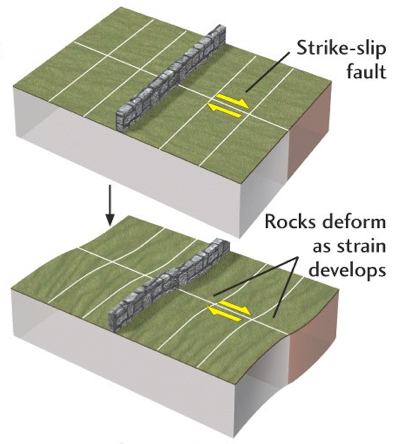 Strike-slip
fault
Rocks deform
as strain
develops